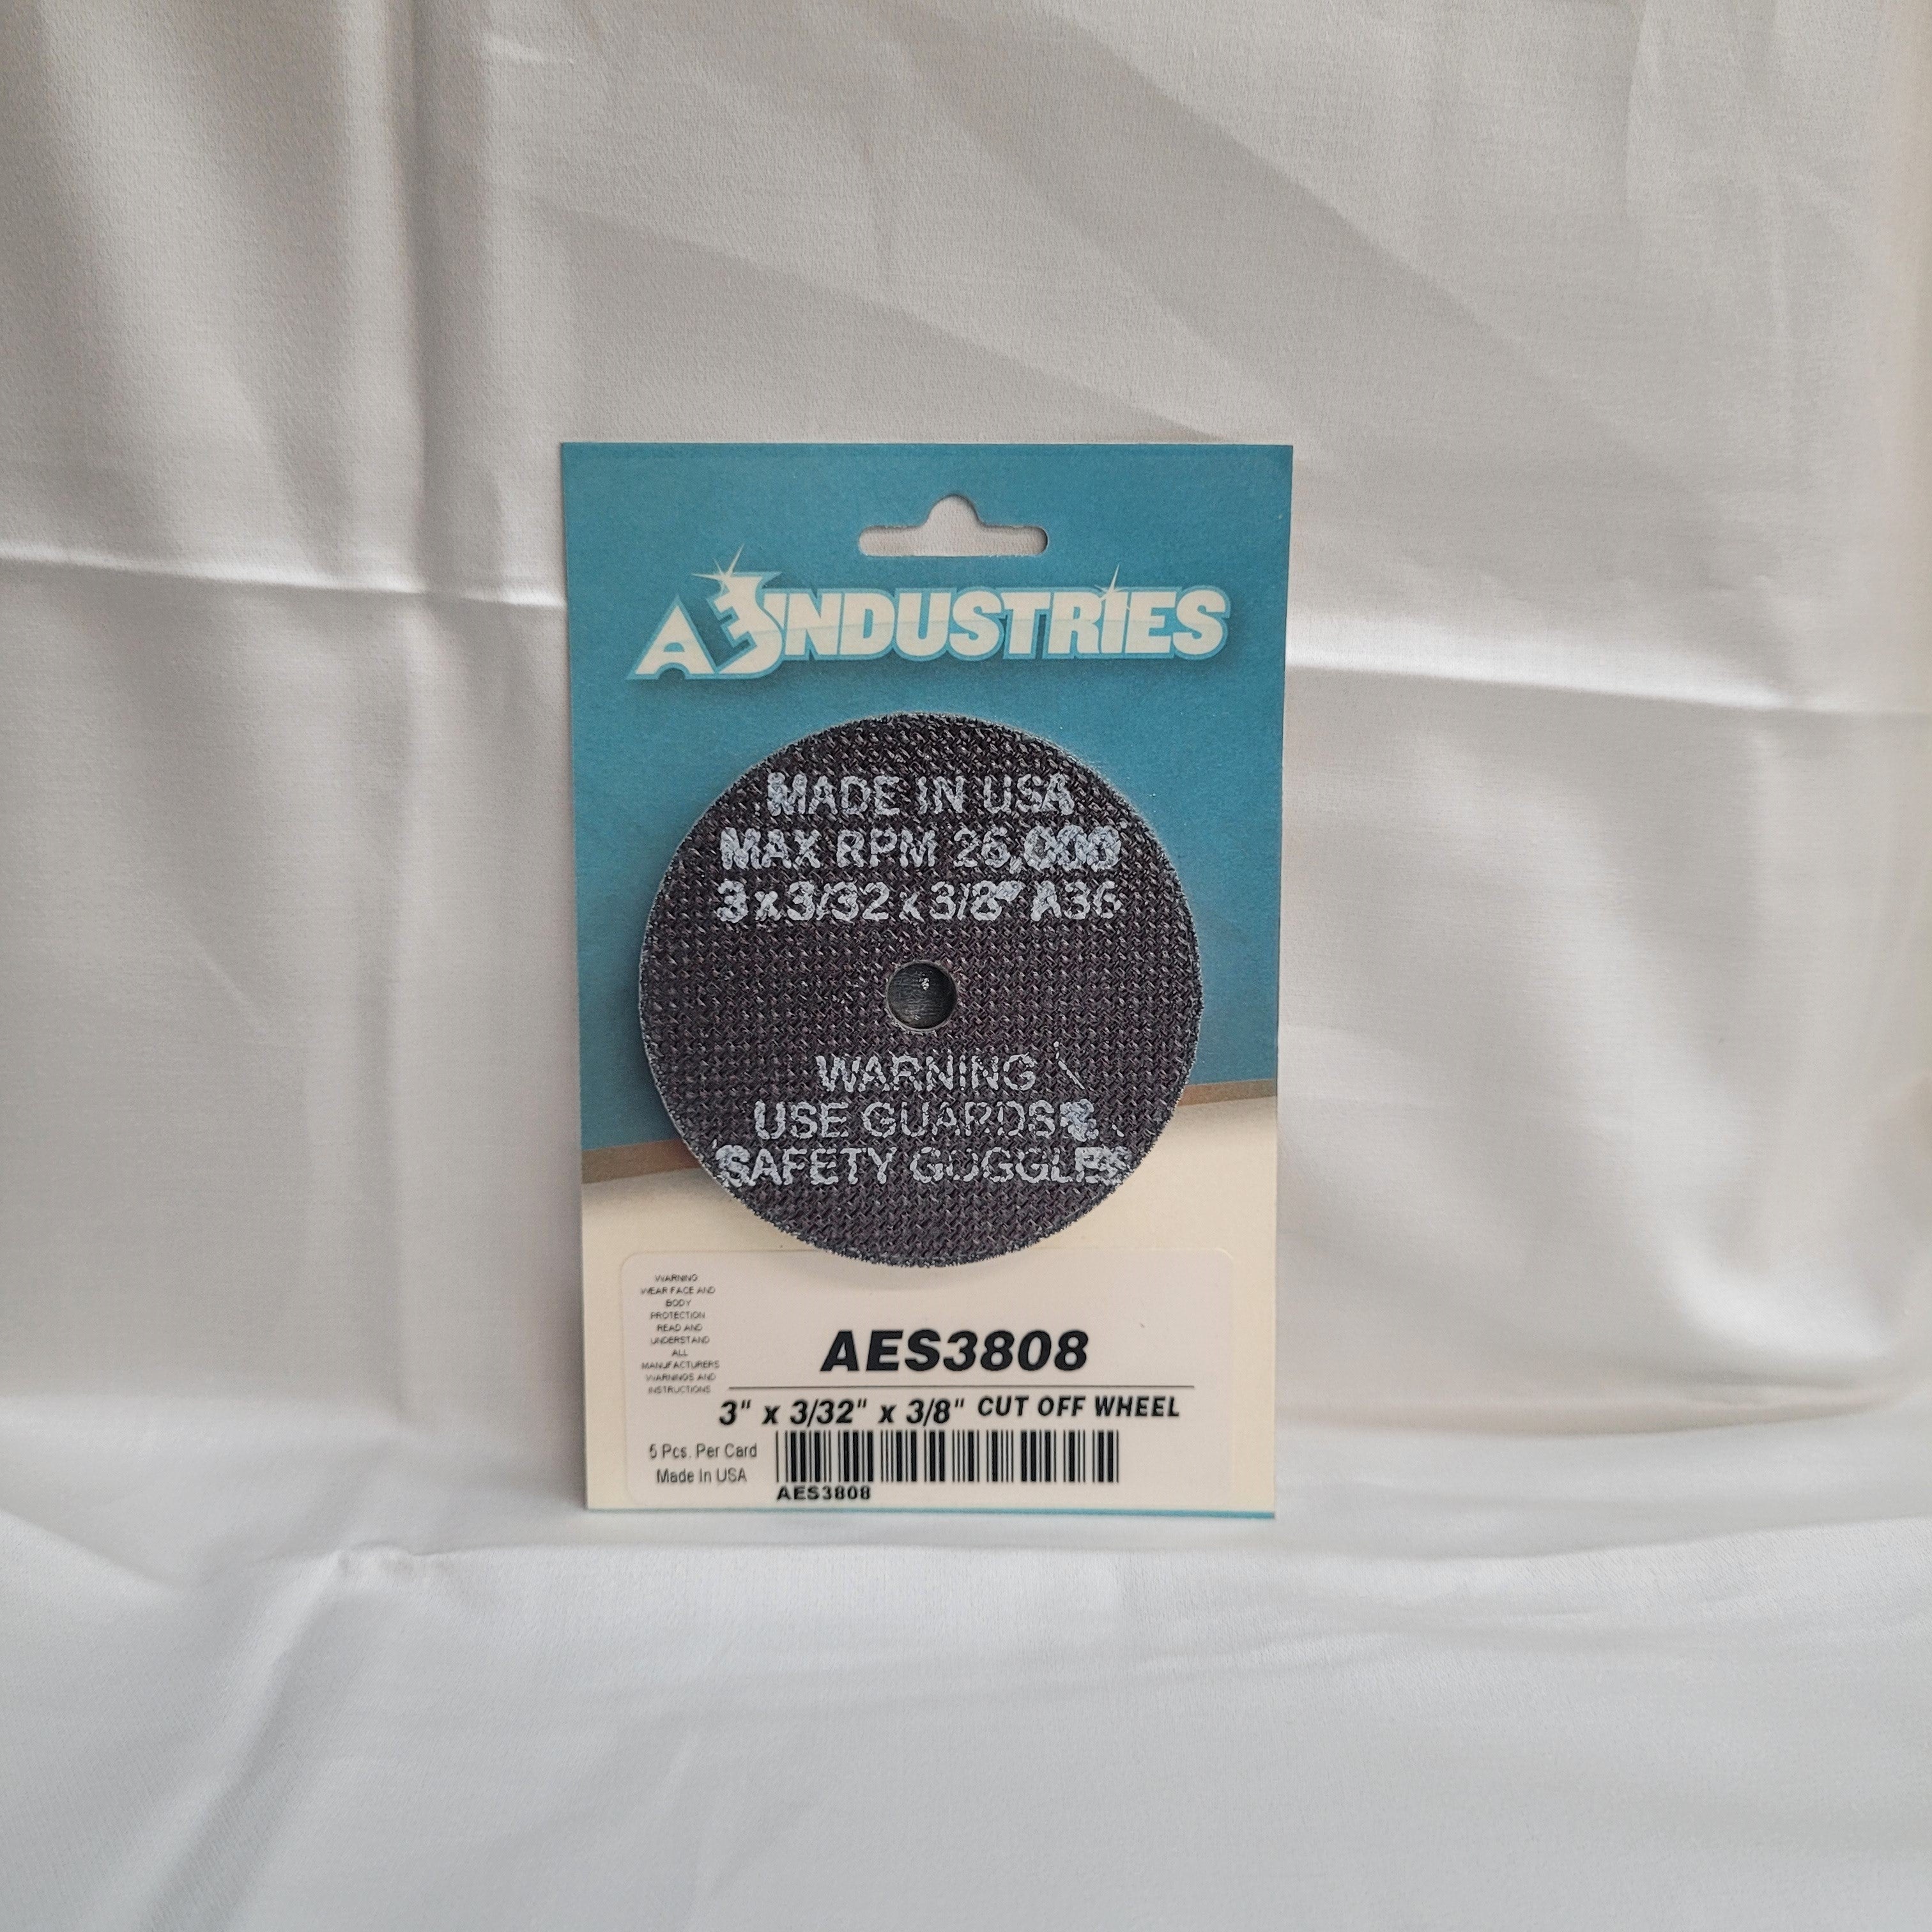 AES INDUSTRIES
MADE IN USA
MAX RPM 26,000
3 x 3/32 x 3/8" A36
WARNING
USE GUARDS &
SAFETY GOGGLES
WARNING
WEAR FACE AND
BODY
PROTECTION
READ AND
UNDERSTAND
ALL
MANUFACTURERS
WARNINGS AND
INSTRUCTIONS
AES3808
3" x 3/32" x 3/8" CUT OFF WHEEL
5 Pcs. Per Card
Made In USA
AES3808